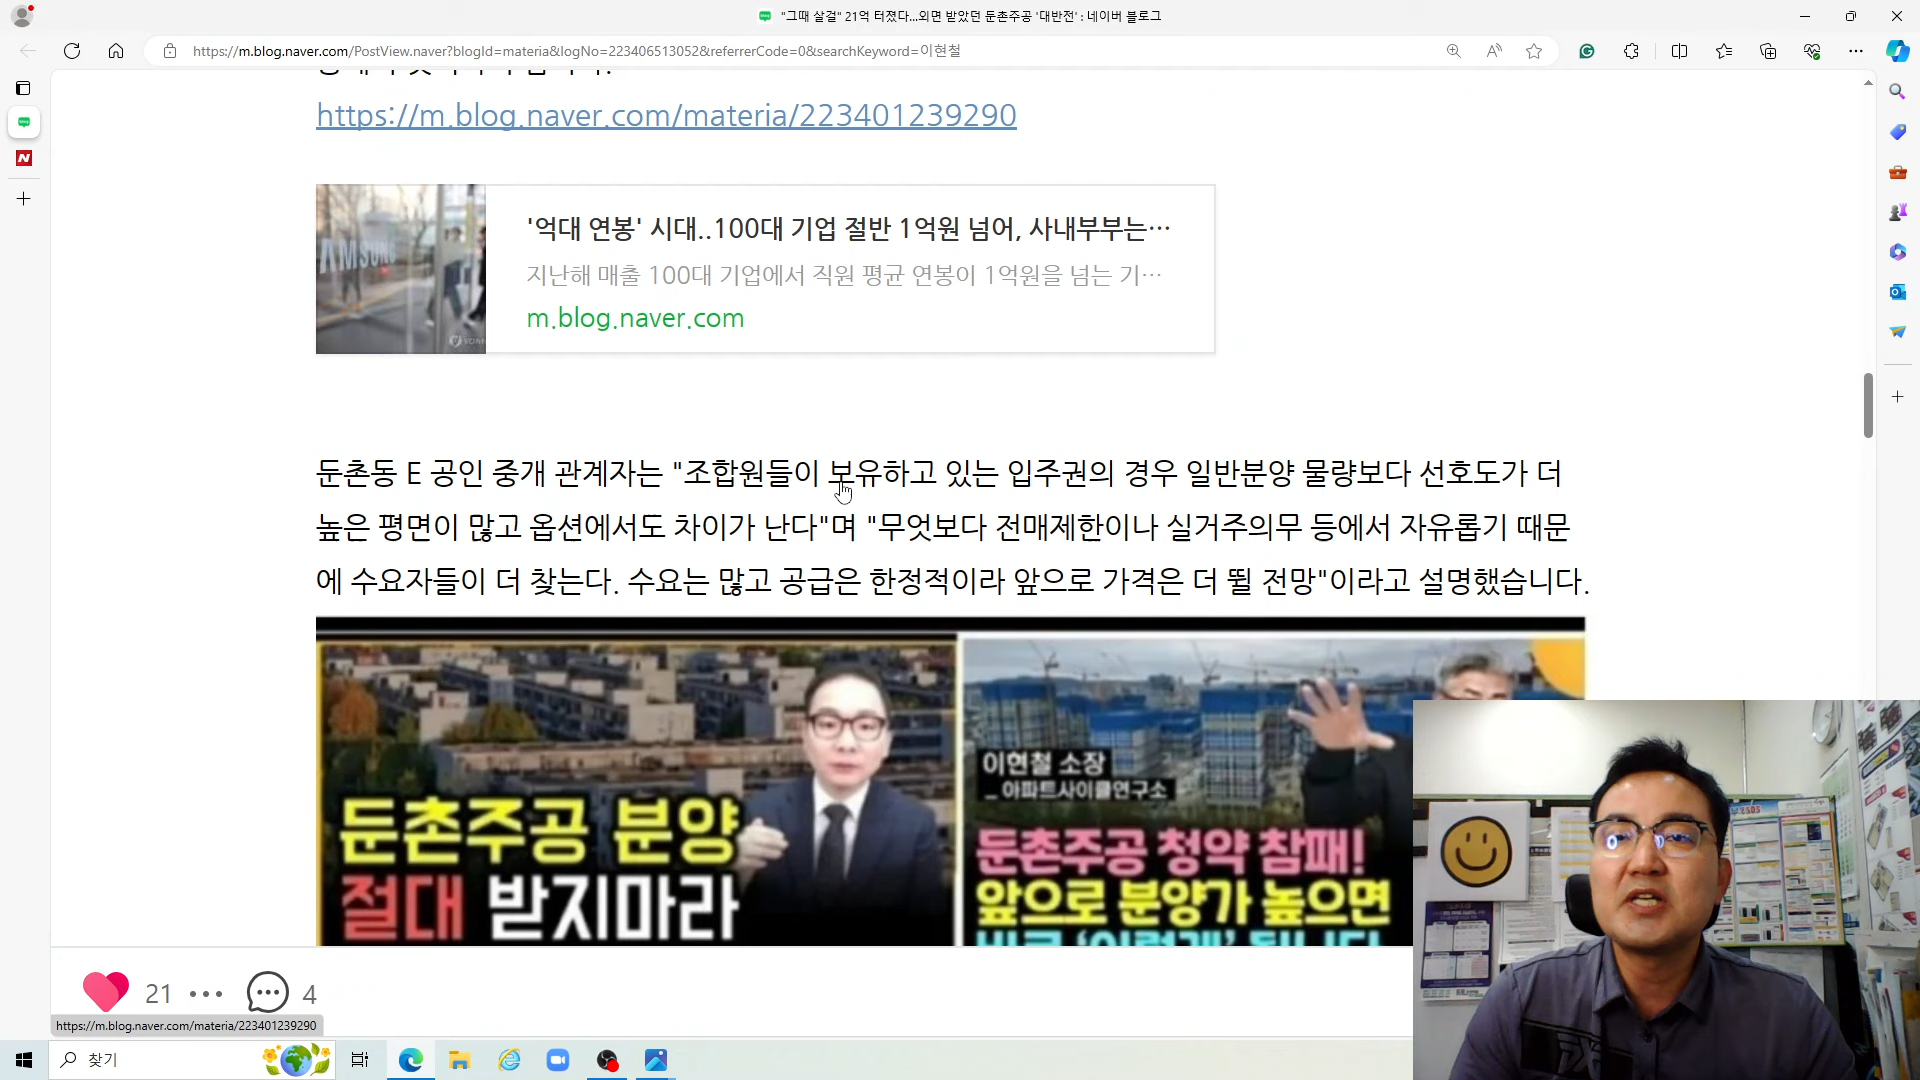 "그때 살걸" 21억 터졌다...외면 받았던 둔촌주공 '대반전' : 네이버 블로그
https://m.blog.naver.com/PostView.naver?blogId=materia&logNo=223406513052&referrerCode=0&searchKeyword=이현철
https://m.blog.naver.com/materia/223401239290
'억대 연봉' 시대..100대 기업 절반 1억원 넘어, 사내부부는…
지난해 매출 100대 기업에서 직원 평균 연봉이 1억원을 넘는 기…
m.blog.naver.com
둔촌동 E 공인 중개 관계자는 "조합원들이 보유하고 있는 입주권의 경우 일반분양 물량보다 선호도가 더
높은 평면이 많고 옵션에서도 차이가 난다"며 "무엇보다 전매제한이나 실거주의무 등에서 자유롭기 때문
에 수요자들이 더 찾는다. 수요는 많고 공급은 한정적이라 앞으로 가격은 더 뛸 전망"이라고 설명했습니다.
둔촌주공 분양
절대 받지마라
이현철 소장
_ 아파트사이클연구소
둔촌주공 청약 참패!
앞으로 분양가 높으면
21
4
https://m.blog.naver.com/materia/223401239290
찾기